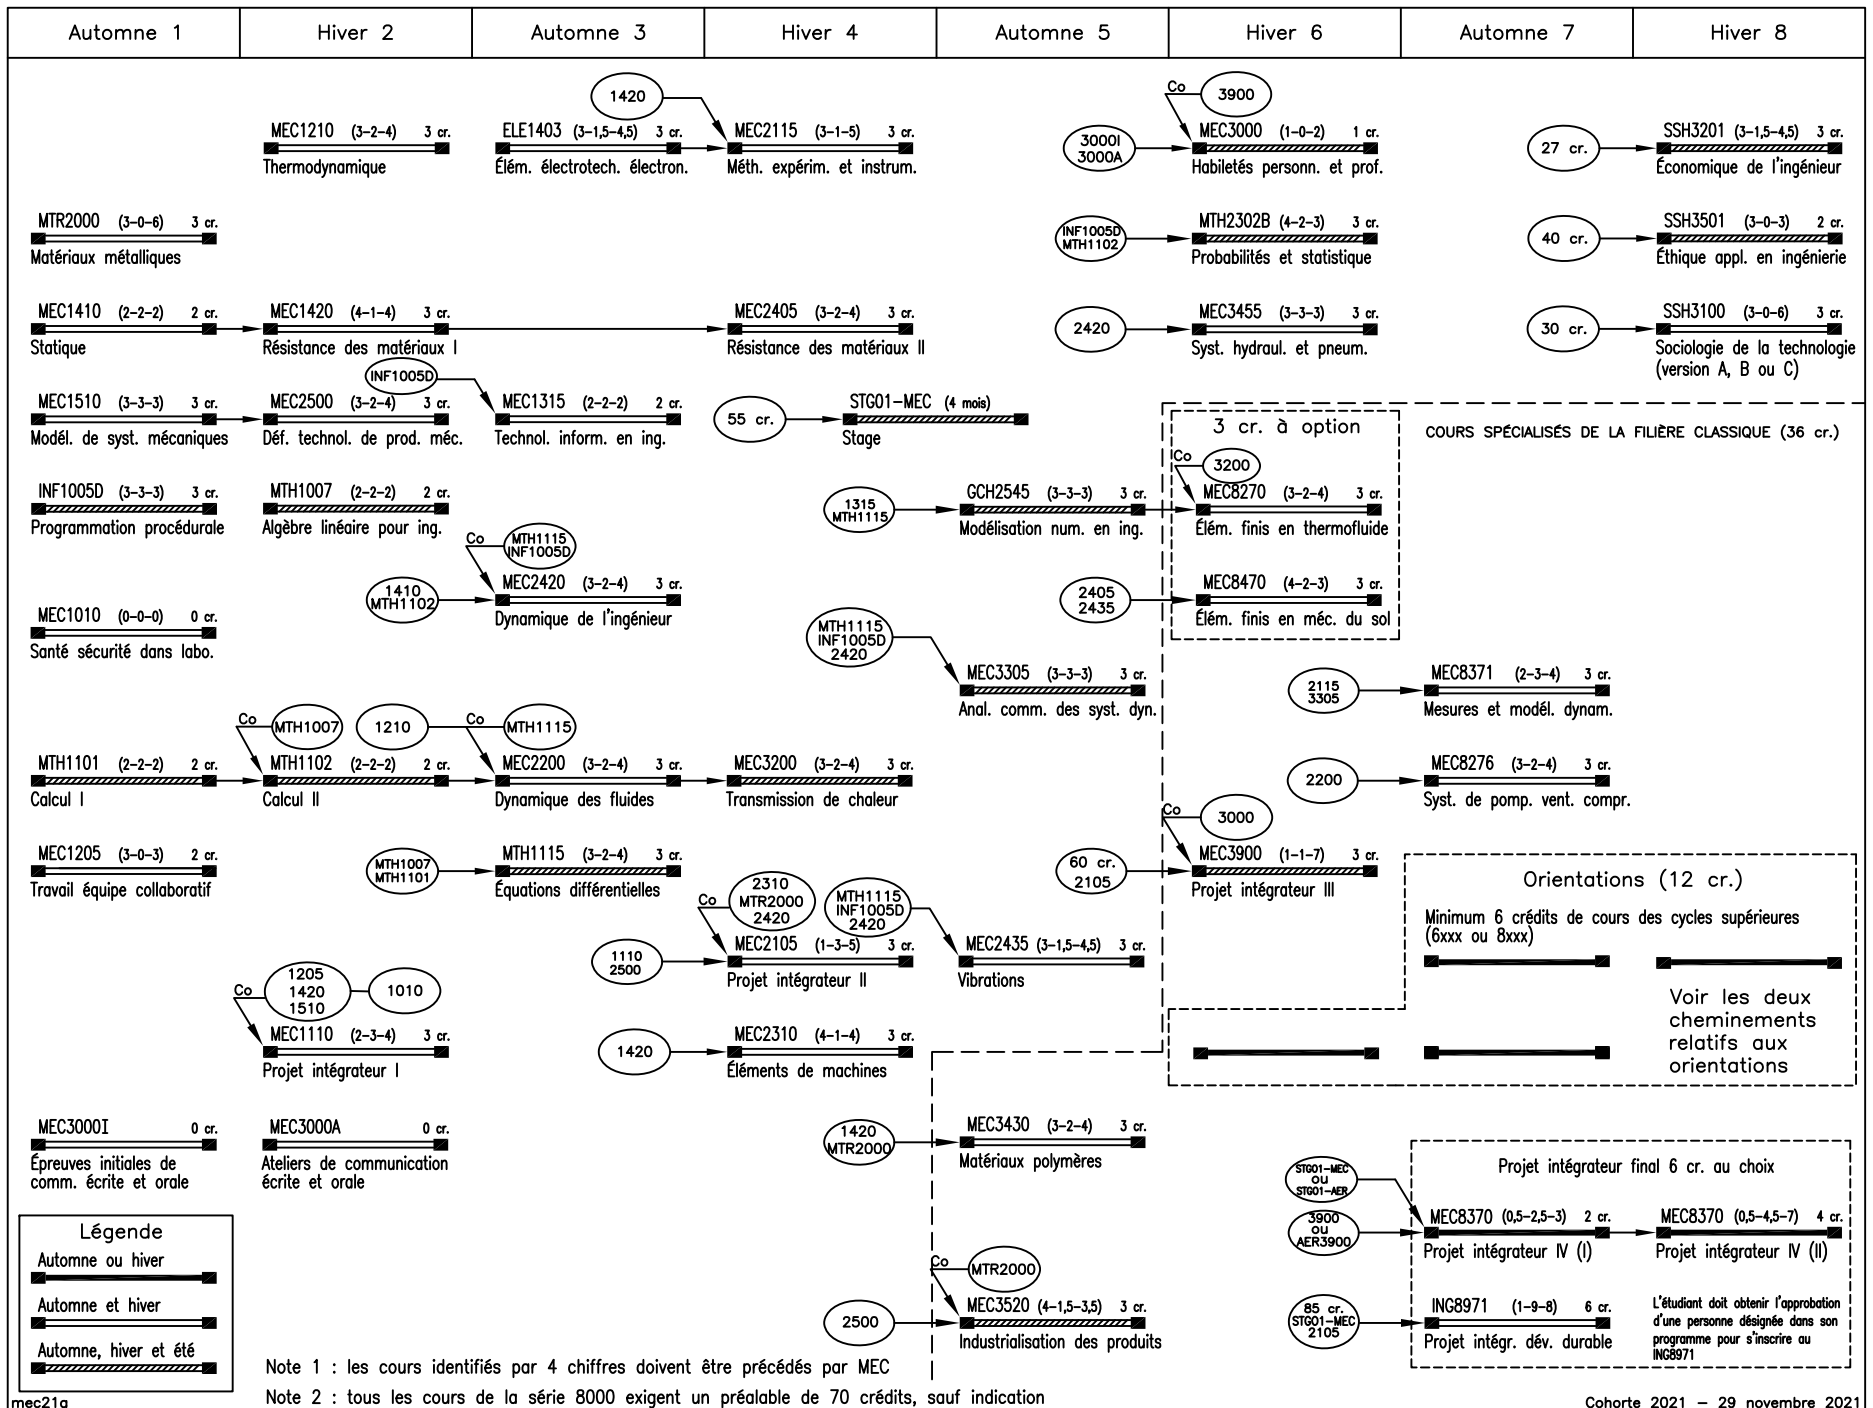 Automne 1
Hiver 2
Automne 3
Hiver 4
Automne 5
Hiver 6
Automne 7
Hiver 8
1420
Co
3900
MEC1210 (3-2-4) 3 cr.
Thermodynamique
ELE1403 (3-1,5-4,5) 3 cr.
Élém. électrotech. électron.
MEC2115 (3-1-5) 3 cr.
Méth. expérim. et instrum.
3000I
3000A
MEC3000 (1-0-2) 1 cr.
Habiletés personn. et prof.
27 cr.
SSH3201 (3-1,5-4,5) 3 cr.
Économique de l'ingénieur
MTR2000 (3-0-6) 3 cr.
Matériaux métalliques
INF1005D
MTH1102
MTH2302B (4-2-3) 3 cr.
Probabilités et statistique
40 cr.
SSH3501 (3-0-3) 2 cr.
Éthique appl. en ingénierie
MEC1410 (2-2-2) 2 cr.
Statique
MEC1420 (4-1-4) 3 cr.
Résistance des matériaux I
MEC2405 (3-2-4) 3 cr.
Résistance des matériaux II
2420
MEC3455 (3-3-3) 3 cr.
Syst. hydraul. et pneum.
30 cr.
SSH3100 (3-0-6) 3 cr.
Sociologie de la technologie
(version A, B ou C)
INF1005D
MEC1510 (3-3-3) 3 cr.
Modél. de syst. mécaniques
MEC2500 (3-2-4) 3 cr.
Déf. technol. de prod. méc.
MEC1315 (2-2-2) 2 cr.
Technol. inform. en ing.
55 cr.
STG01-MEC (4 mois)
Stage
3 cr. à option
COURS SPÉCIALISÉS DE LA FILIÈRE CLASSIQUE (36 cr.)
Co
3200
INF1005D (3-3-3) 3 cr.
Programmation procédurale
MTH1007 (2-2-2) 2 cr.
Algèbre linéaire pour ing.
1315
MTH1115
GCH2545 (3-3-3) 3 cr.
Modélisation num. en ing.
MEC8270 (3-2-4) 3 cr.
Élém. finis en thermofluide
Co
MTH1115
INF1005D
1410
MTH1102
MEC2420 (3-2-4) 3 cr.
Dynamique de l'ingénieur
2405
2435
MEC8470 (4-2-3) 3 cr.
Élém. finis en méc. du sol
MEC1010 (0-0-0) 0 cr.
Santé sécurité dans labo.
MTH1115
INF1005D
2420
MEC3305 (3-3-3) 3 cr.
Anal. comm. des syst. dyn.
2115
3305
MEC8371 (2-3-4) 3 cr.
Mesures et modél. dynam.
Co
MTH1007
1210
Co
MTH1115
MTH1101 (2-2-2) 2 cr.
Calcul I
MTH1102 (2-2-2) 2 cr.
Calcul II
MEC2200 (3-2-4) 3 cr.
Dynamique des fluides
MEC3200 (3-2-4) 3 cr.
Transmission de chaleur
2200
MEC8276 (3-2-4) 3 cr.
Syst. de pomp. vent. compr.
Co
3000
MEC1205 (3-0-3) 2 cr.
Travail équipe collaboratif
MTH1007
MTH1101
MTH1115 (3-2-4) 3 cr.
Équations différentielles
60 cr.
2105
MEC3900 (1-1-7) 3 cr.
Projet intégrateur III
Orientations (12 cr.)
Minimum 6 crédits de cours des cycles supérieures
(6xxx ou 8xxx)
Co
2310
MTR2000
2420
MTH1115
INF1005D
2420
1110
2500
MEC2105 (1-3-5) 3 cr.
Projet intégrateur II
MEC2435 (3-1,5-4,5) 3 cr.
Vibrations
Co
1205
1420
1510
1010
Voir les deux
cheminements
relatifs aux
orientations
MEC1110 (2-3-4) 3 cr.
Projet intégrateur I
1420
MEC2310 (4-1-4) 3 cr.
Éléments de machines
MEC3000I 0 cr.
Épreuves initiales de
comm. écrite et orale
MEC3000A 0 cr.
Ateliers de communication
écrite et orale
1420
MTR2000
MEC3430 (3-2-4) 3 cr.
Matériaux polymères
STG01-MEC
ou
STG01-AER
Projet intégrateur final 6 cr. au choix
3900
ou
AER3900
MEC8370 (0,5-2,5-3) 2 cr.
Projet intégrateur IV (I)
MEC8370 (0,5-4,5-7) 4 cr.
Projet intégrateur IV (II)
Légende
Automne ou hiver
Automne et hiver
Automne, hiver et été
Co
MTR2000
2500
MEC3520 (4-1,5-3,5) 3 cr.
Industrialisation des produits
85 cr.
STG01-MEC
2105
ING8971 (1-9-8) 6 cr.
Projet intégr. dév. durable
L'étudiant doit obtenir l'approbation
d'une personne désignée dans son
programme pour s'inscrire au
ING8971
Note 1 : les cours identifiés par 4 chiffres doivent être précédés par MEC
Note 2 : tous les cours de la série 8000 exigent un préalable de 70 crédits, sauf indication
mec21a
Cohorte 2021 – 29 novembre 2021